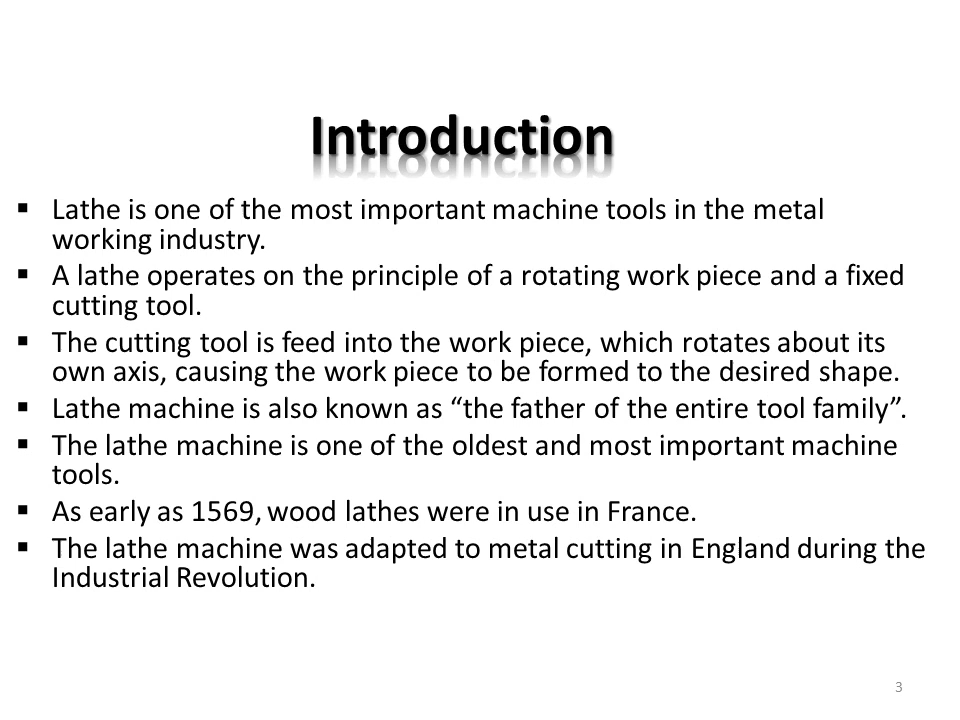 Introduction
▪ Lathe is one of the most important machine tools in the metal
working industry.
▪ A lathe operates on the principle of a rotating work piece and a fixed
cutting tool.
▪ The cutting tool is feed into the work piece, which rotates about its
own axis, causing the work piece to be formed to the desired shape.
▪ Lathe machine is also known as “the father of the entire tool family”.
▪ The lathe machine is one of the oldest and most important machine
tools.
▪ As early as 1569, wood lathes were in use in France.
▪ The lathe machine was adapted to metal cutting in England during the
Industrial Revolution.
3